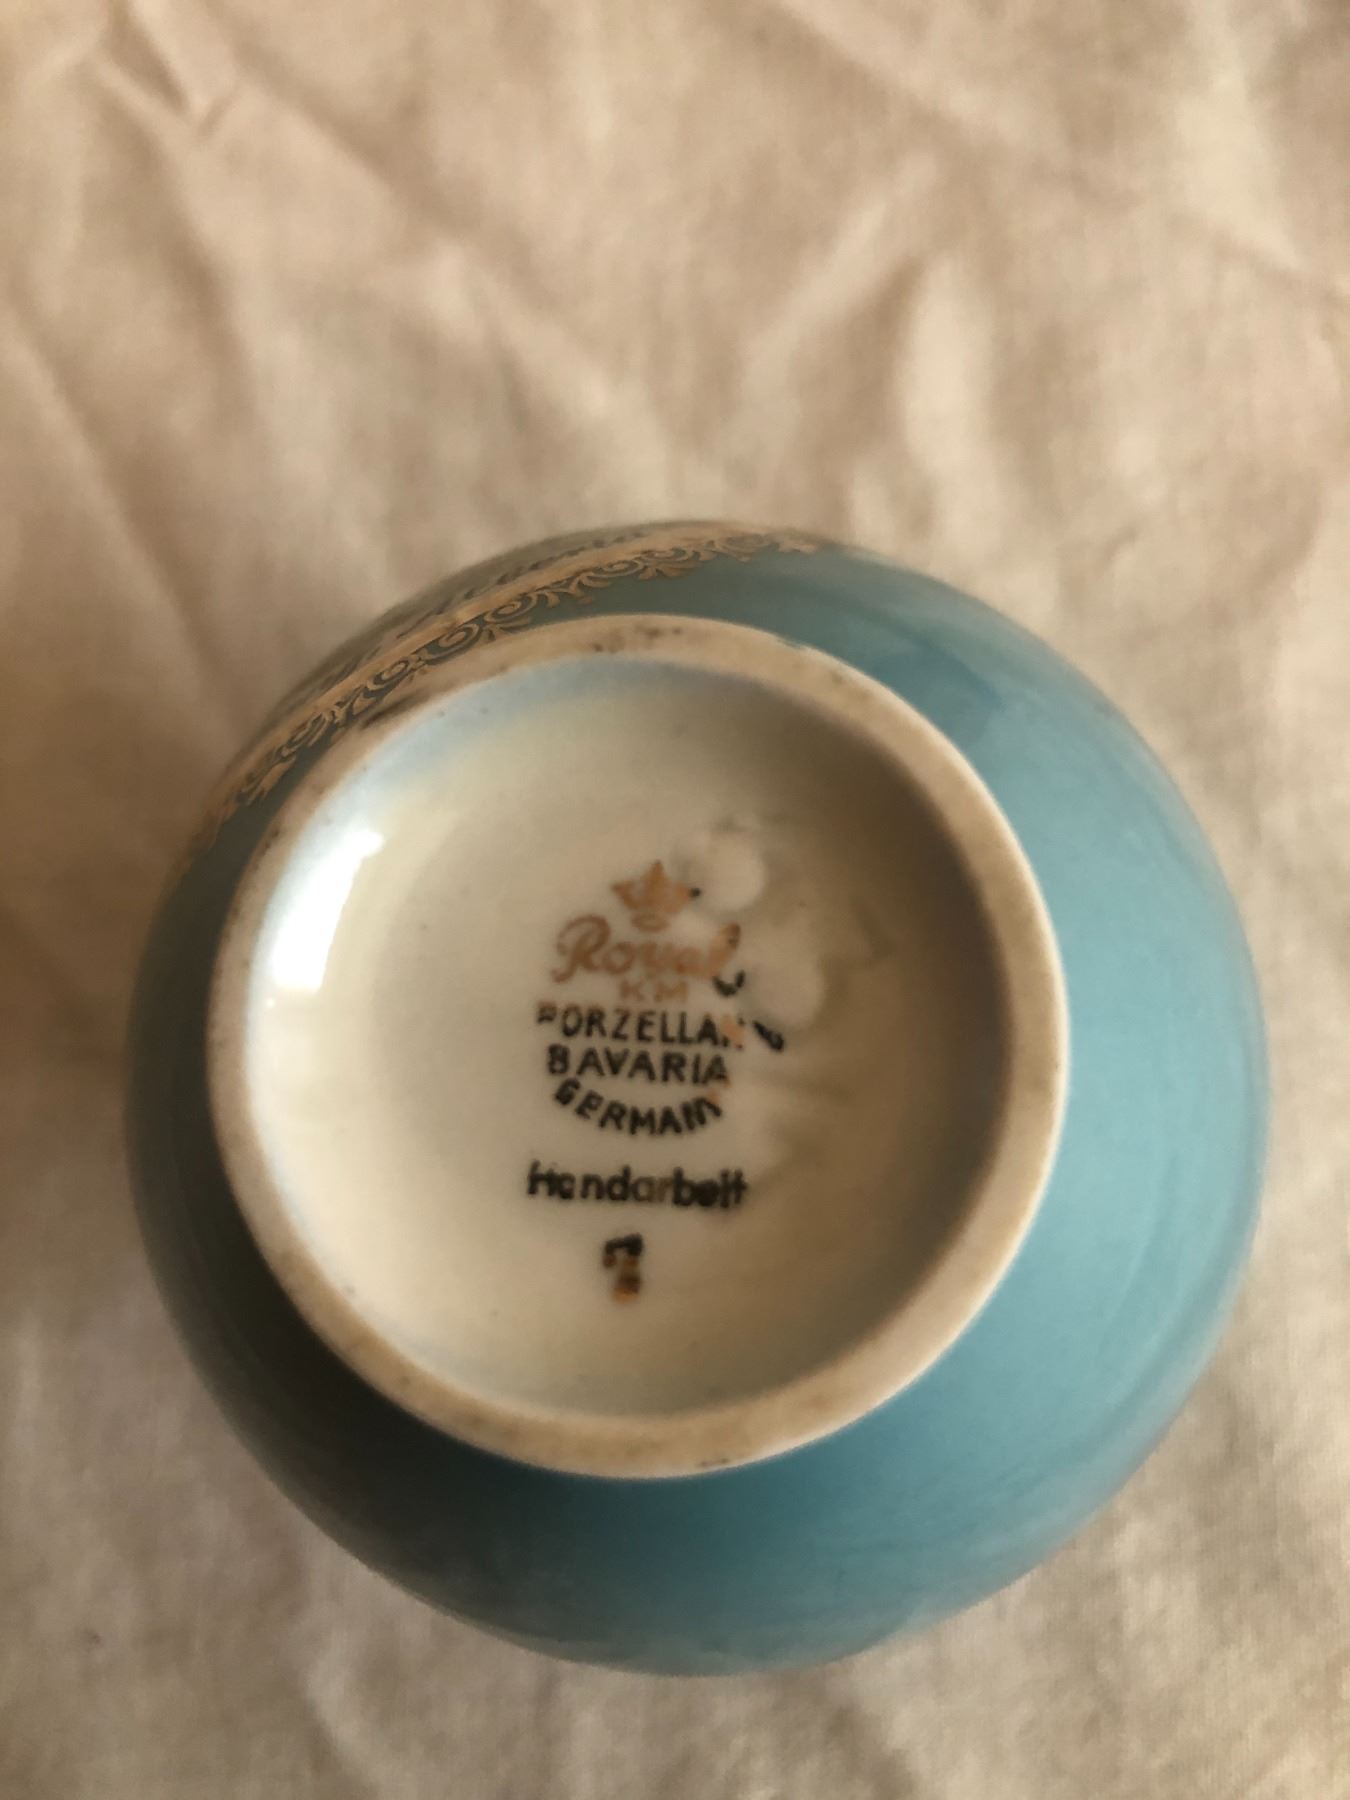 Royal
KM
PORZELLAN
BAVARIA
GERMANY
Handarbeit